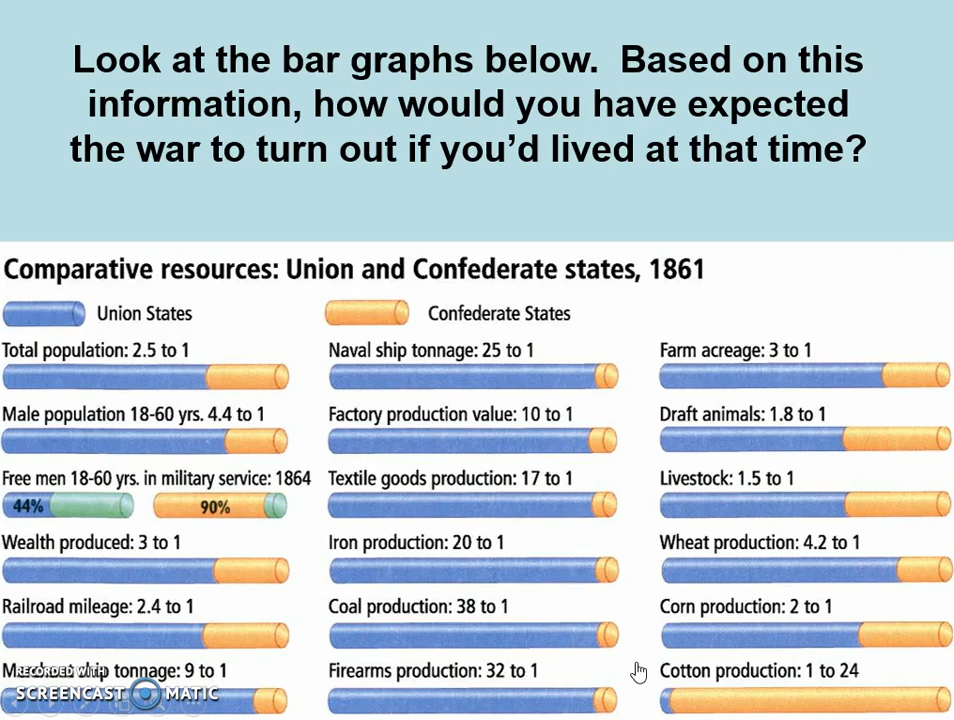 Look at the bar graphs below.  Based on this
information, how would you have expected
the war to turn out if you’d lived at that time?
Comparative resources: Union and Confederate states, 1861
Union States
Confederate States
Total population: 2.5 to 1
Male population 18-60 yrs. 4.4 to 1
Free men 18-60 yrs. in military service: 1864
44%
90%
Wealth produced: 3 to 1
Railroad mileage: 2.4 to 1
tonnage: 9 to 1
Naval ship tonnage: 25 to 1
Factory production value: 10 to 1
Textile goods production: 17 to 1
Iron production: 20 to 1
Coal production: 38 to 1
Firearms production: 32 to 1
Farm acreage: 3 to 1
Draft animals: 1.8 to 1
Livestock: 1.5 to 1
Wheat production: 4.2 to 1
Corn production: 2 to 1
Cotton production: 1 to 24
RECORDED WITH
SCREENCAST MATIC